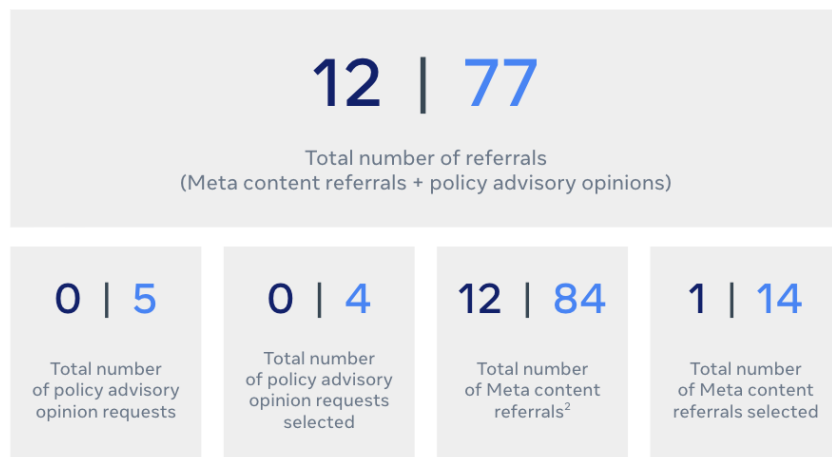 12 | 77
Total number of referrals
(Meta content referrals + policy advisory opinions)
0 | 5
Total number
of policy advisory
opinion requests
0 | 4
Total number
of policy advisory
opinion requests
selected
12 | 84
Total number
of Meta content
referrals²
1 | 14
Total number
of Meta content
referrals selected